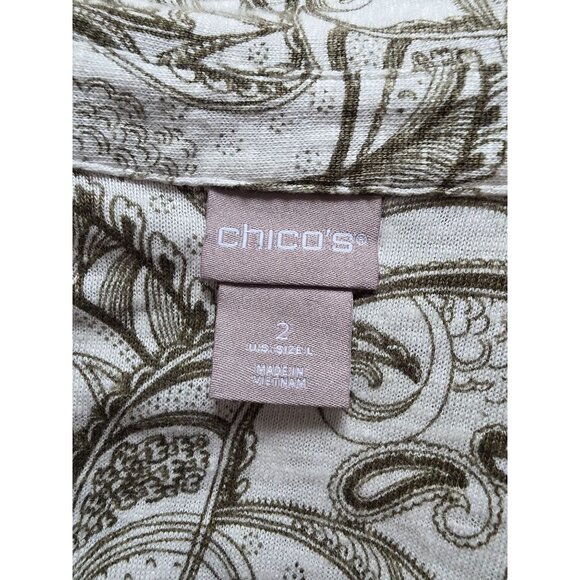 chico's®
2
U.S. SIZE L
MADE IN
VIETNAM